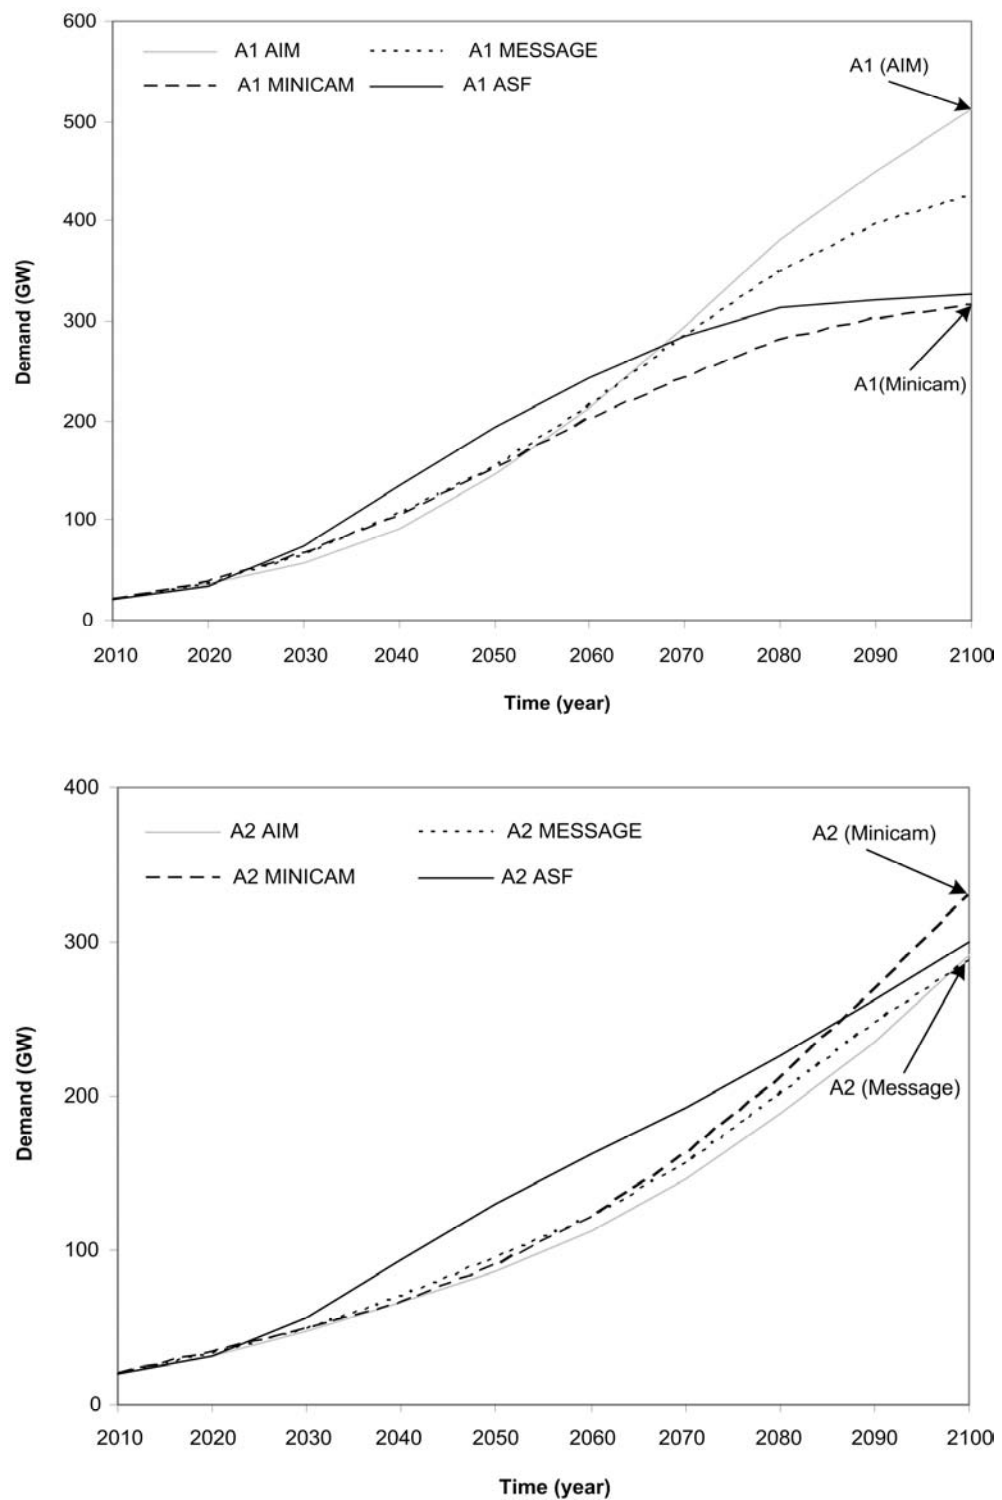 600
A1 AIM
A1 MESSAGE
A1 (AIM)
A1 MINICAM
A1 ASF
500
400
Demand (GW)
300
A1(Minicam)
200
100
0
2010 2020 2030 2040 2050 2060 2070 2080 2090 2100
Time (year)
400
A2 AIM
A2 MESSAGE
A2 (Minicam)
A2 MINICAM
A2 ASF
300
Demand (GW)
A2 (Message)
200
100
0
2010 2020 2030 2040 2050 2060 2070 2080 2090 2100
Time (year)